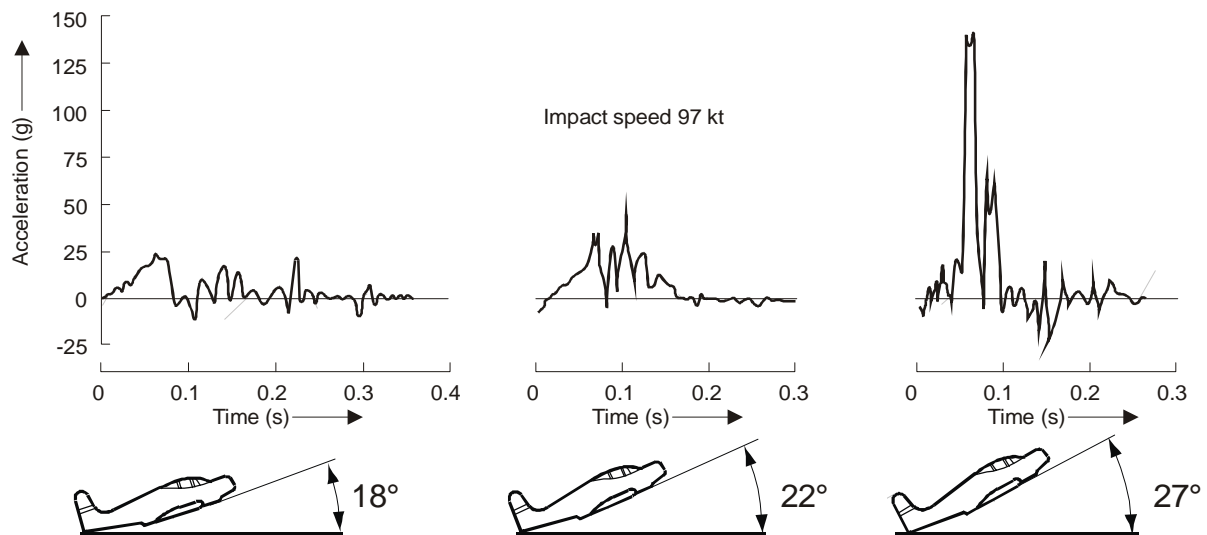 150
125
100
75
50
25
0
-25
Acceleration (g)
Impact speed 97 kt
0 0.1 0.2 0.3 0.4
Time (s)
0 0.1 0.2 0.3
Time (s)
0 0.1 0.2 0.3
Time (s)
18°
22°
27°